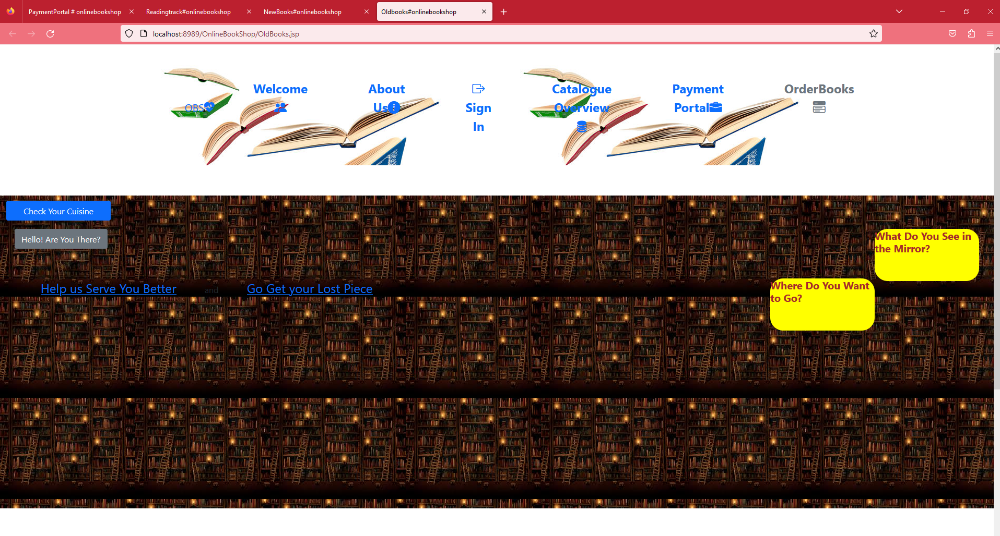 PaymentPortal # onlinebookshop
Readingtrack#onlinebookshop
NewBooks#onlinebookshop
Oldbooks#onlinebookshop
localhost:8989/OnlineBookShop/OldBooks.jsp
OBS
Welcome
About
Us
Sign
In
Catalogue
Overview
Payment
Portal
OrderBooks
Check Your Cuisine
Hello! Are You There?
What Do You See in
the Mirror?
Help us Serve You Better and Go Get your Lost Piece
Where Do You Want
to Go?